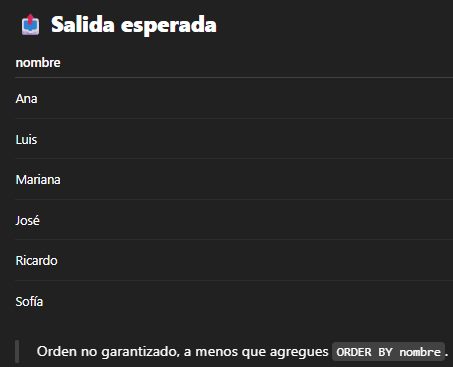 Salida esperada
nombre
Ana
Luis
Mariana
José
Ricardo
Sofía
Orden no garantizado, a menos que agregues ORDER BY nombre.